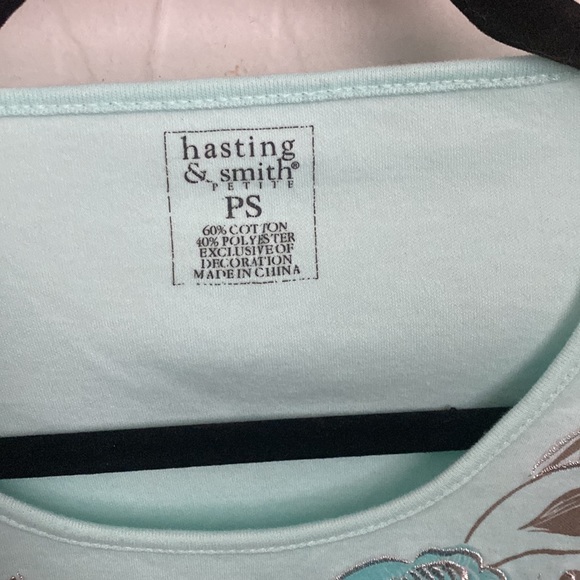 hasting
& smith®
PETITE
PS
60% COTTON
40% POLYESTER
EXCLUSIVE OF
DECORATION
MADE IN CHINA